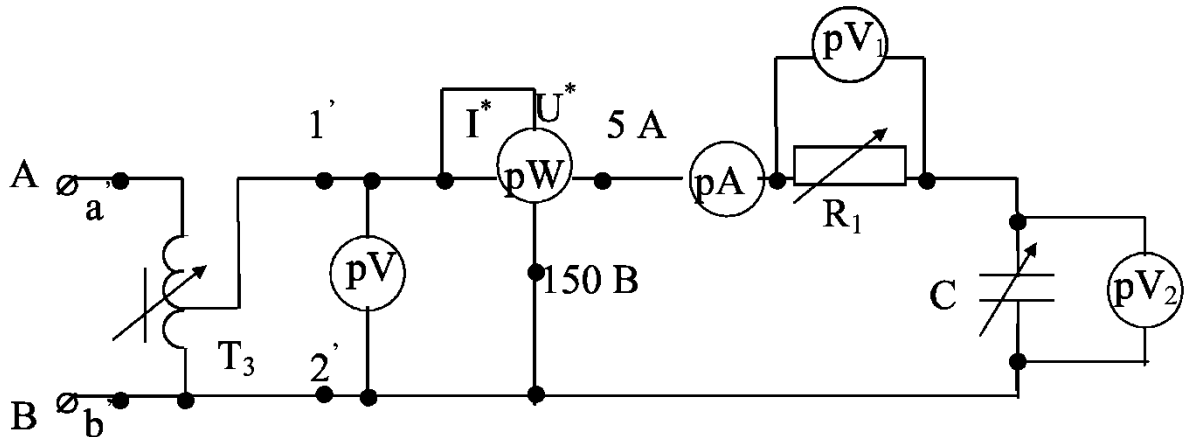 pV₁
I* U*
1’ 5 A
A a’ pW pA
R₁
pV 150 В C pV₂
T₃ 2’
B b’